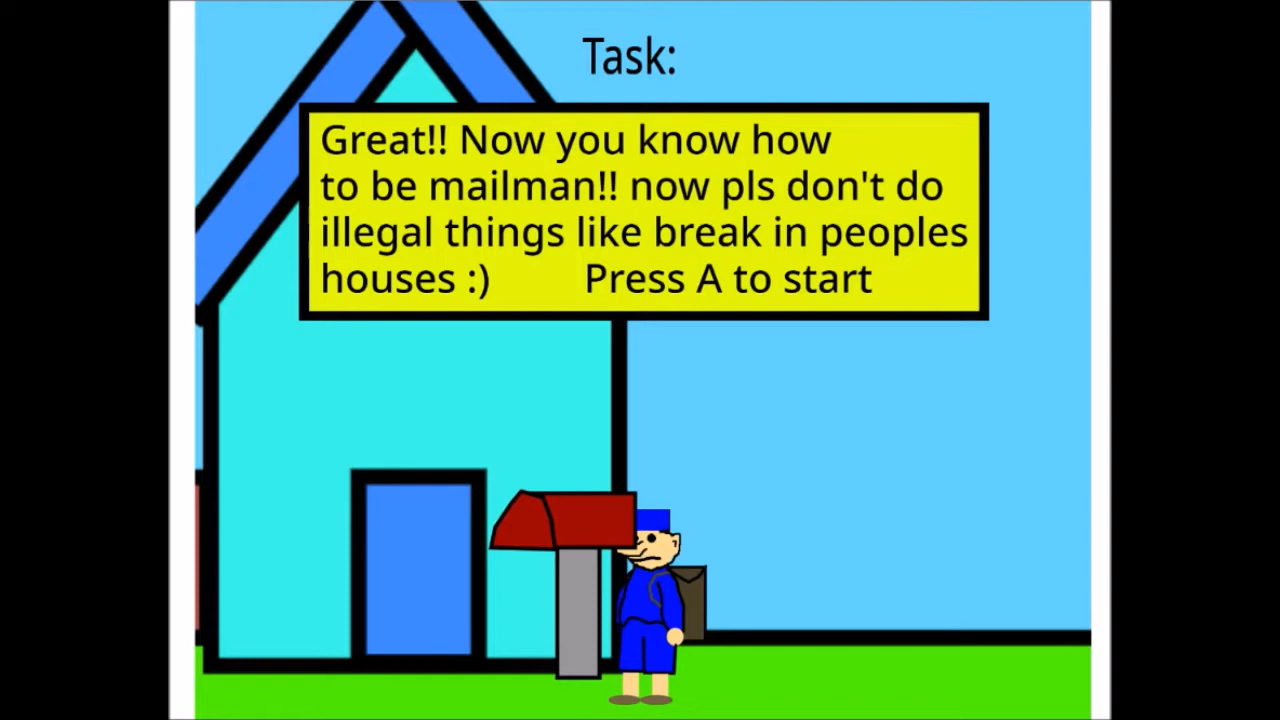 Task:
Great!! Now you know how
to be mailman!! now pls don't do
illegal things like break in peoples
houses :) Press A to start